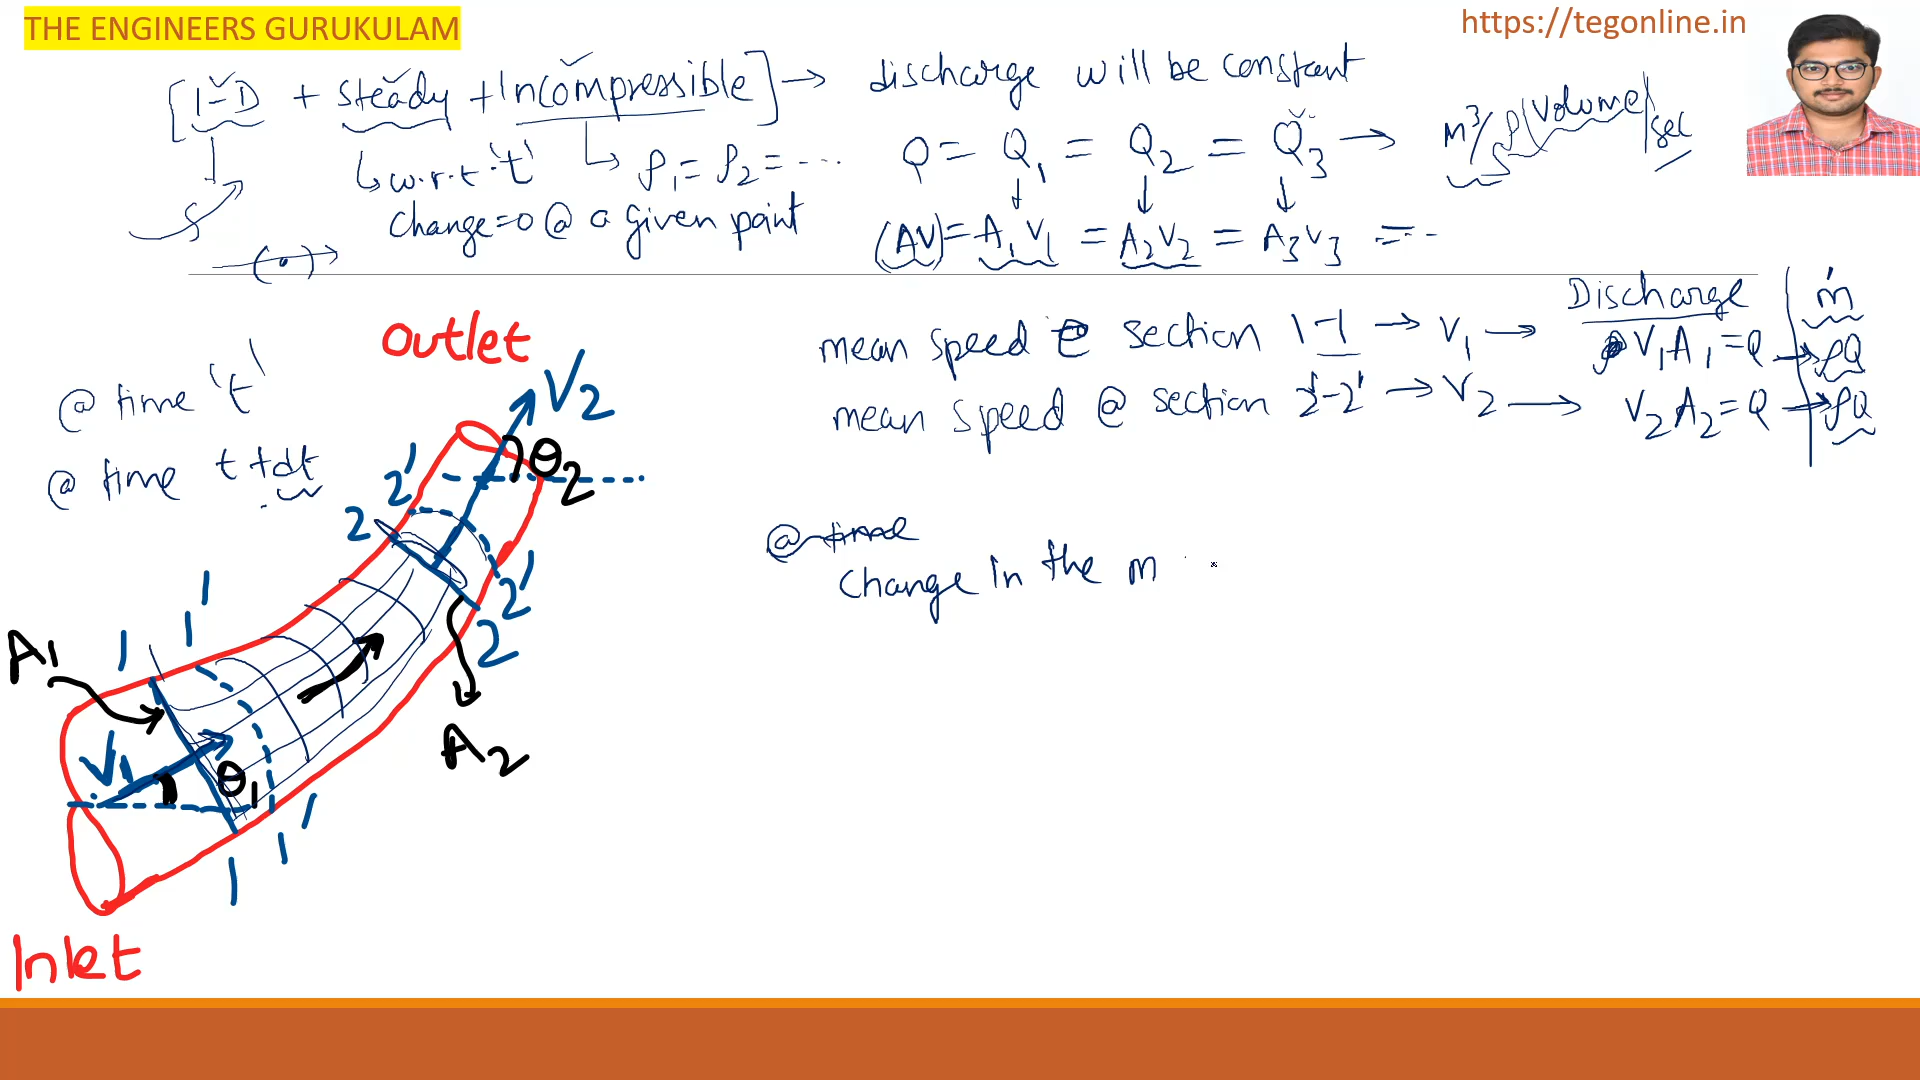 THE ENGINEERS GURUKULAM
https://tegonline.in
[1-D + steady + Incompressible] → discharge will be constant
↳ w.r.t 't'
↳ ρ₁ = ρ₂ = ...
change=0 @ a given point
Q = Q₁ = Q₂ = Q₃ → m³/s
ρ(Volume)/sec
(AV) = A₁V₁ = A₂V₂ = A₃V₃ = --
Discharge | ṁ
mean speed @ section 1-1 → V₁ → V₁A₁ = Q → ρQ
mean speed @ section 2'-2' → V₂ → V₂A₂ = Q → ρQ
@ time 't'
@ time t+dt
@ time
Change in the m
Outlet
V₂
θ₂
2'
2
2'
2
1'
1
A₁
V₁
θ₁
A₂
1'
1
Inlet